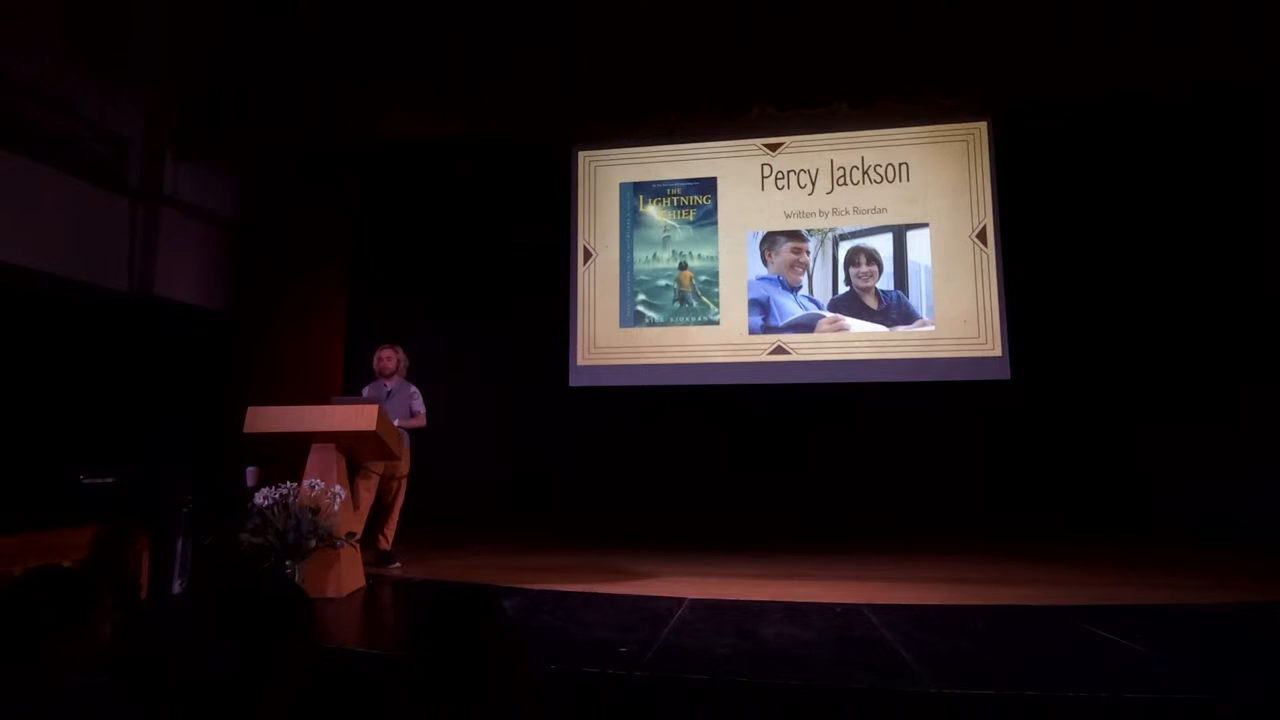 Percy Jackson
Written by Rick Riordan
THE
LIGHTNING
THIEF
RICK RIORDAN